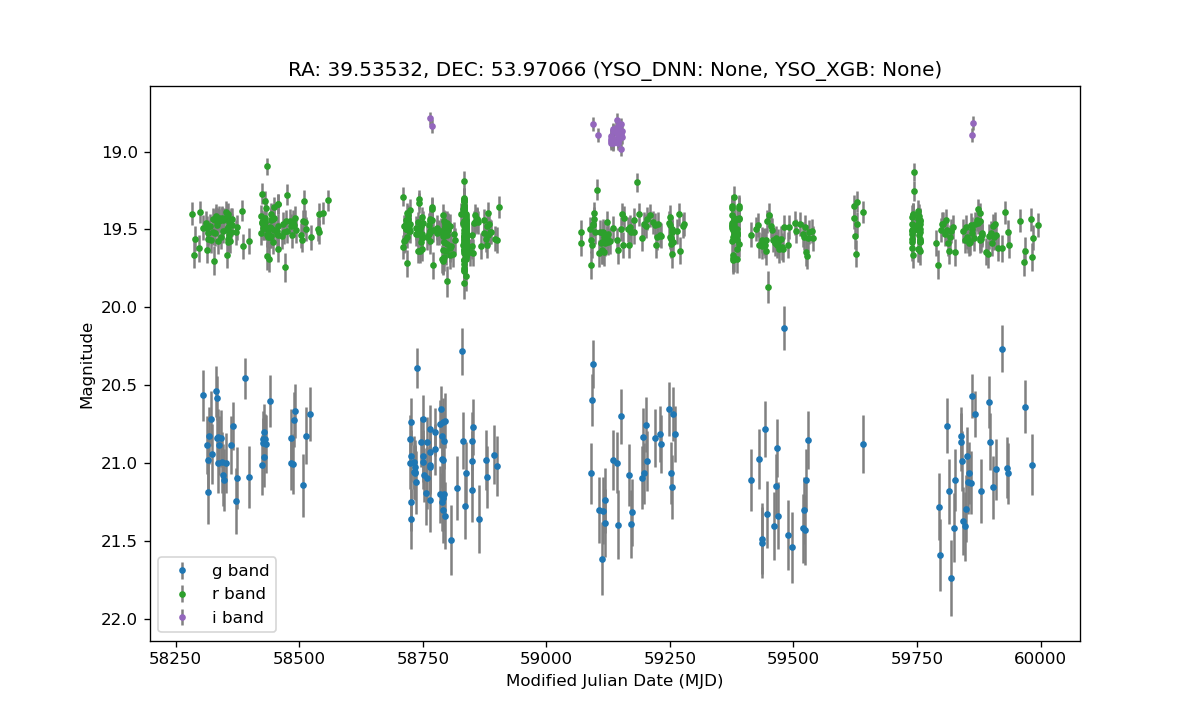 RA: 39.53532, DEC: 53.97066 (YSO_DNN: None, YSO_XGB: None)
Magnitude
19.0
19.5
20.0
20.5
21.0
21.5
22.0
g band
r band
i band
58250 58500 58750 59000 59250 59500 59750 60000
Modified Julian Date (MJD)